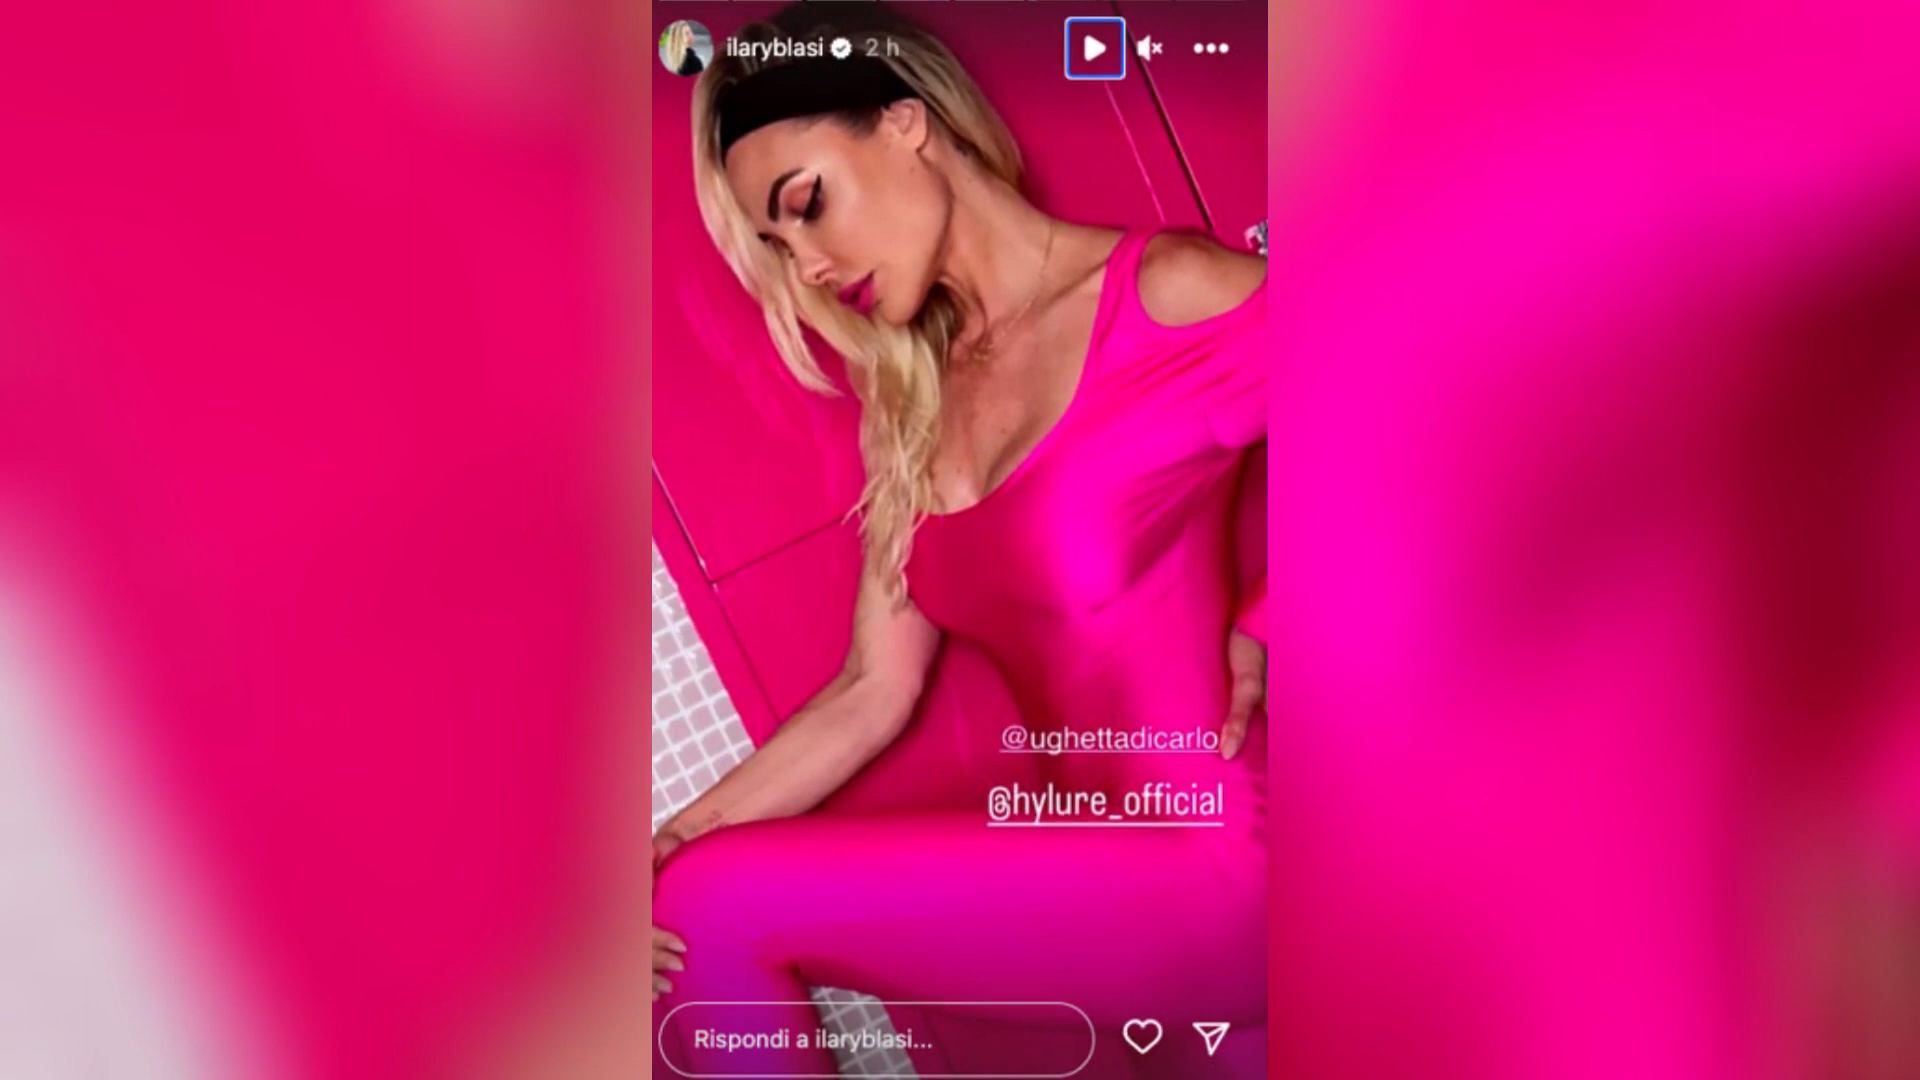 ilaryblasi 2 h
@ughettadicarlo
@hylure_official
Rispondi a ilaryblasi...